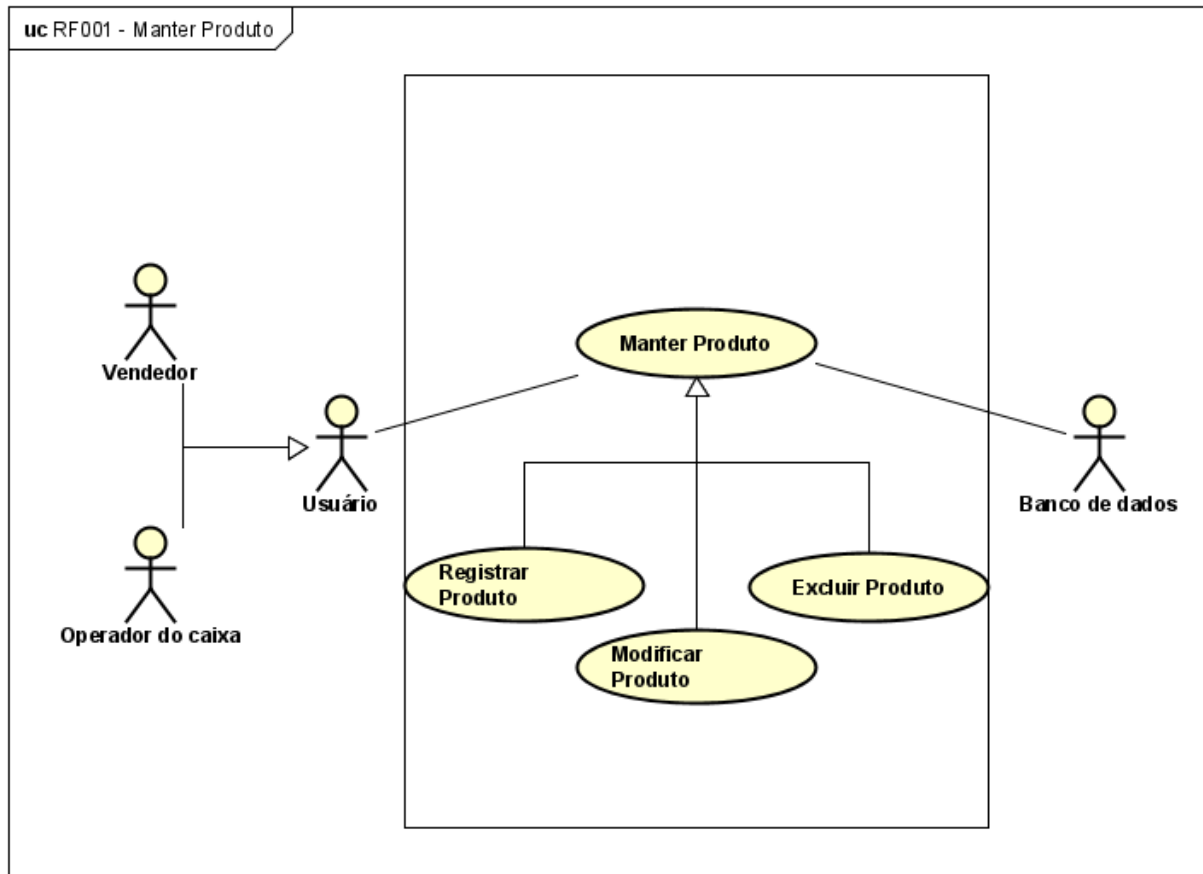 uc RF001 - Manter Produto
Vendedor
Manter Produto
Usuário
Banco de dados
Registrar
Produto
Excluir Produto
Operador do caixa
Modificar
Produto